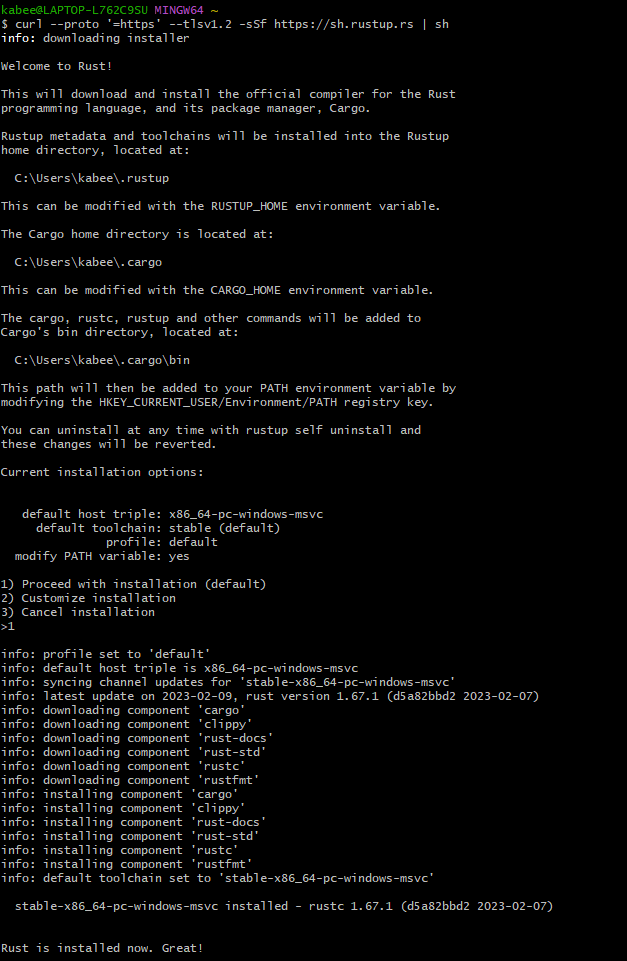 kabee@LAPTOP-L762C9SU MINGW64 ~
$ curl --proto '=https' --tlsv1.2 -sSf https://sh.rustup.rs | sh
info: downloading installer

Welcome to Rust!

This will download and install the official compiler for the Rust
programming language, and its package manager, Cargo.

Rustup metadata and toolchains will be installed into the Rustup
home directory, located at:

  C:\Users\kabee\.rustup

This can be modified with the RUSTUP_HOME environment variable.

The Cargo home directory is located at:

  C:\Users\kabee\.cargo

This can be modified with the CARGO_HOME environment variable.

The cargo, rustc, rustup and other commands will be added to
Cargo's bin directory, located at:

  C:\Users\kabee\.cargo\bin

This path will then be added to your PATH environment variable by
modifying the HKEY_CURRENT_USER/Environment/PATH registry key.

You can uninstall at any time with rustup self uninstall and
these changes will be reverted.

Current installation options:


   default host triple: x86_64-pc-windows-msvc
     default toolchain: stable (default)
               profile: default
  modify PATH variable: yes

1) Proceed with installation (default)
2) Customize installation
3) Cancel installation
>1

info: profile set to 'default'
info: default host triple is x86_64-pc-windows-msvc
info: syncing channel updates for 'stable-x86_64-pc-windows-msvc'
info: latest update on 2023-02-09, rust version 1.67.1 (d5a82bbd2 2023-02-07)
info: downloading component 'cargo'
info: downloading component 'clippy'
info: downloading component 'rust-docs'
info: downloading component 'rust-std'
info: downloading component 'rustc'
info: downloading component 'rustfmt'
info: installing component 'cargo'
info: installing component 'clippy'
info: installing component 'rust-docs'
info: installing component 'rust-std'
info: installing component 'rustc'
info: installing component 'rustfmt'
info: default toolchain set to 'stable-x86_64-pc-windows-msvc'

  stable-x86_64-pc-windows-msvc installed - rustc 1.67.1 (d5a82bbd2 2023-02-07)


Rust is installed now. Great!